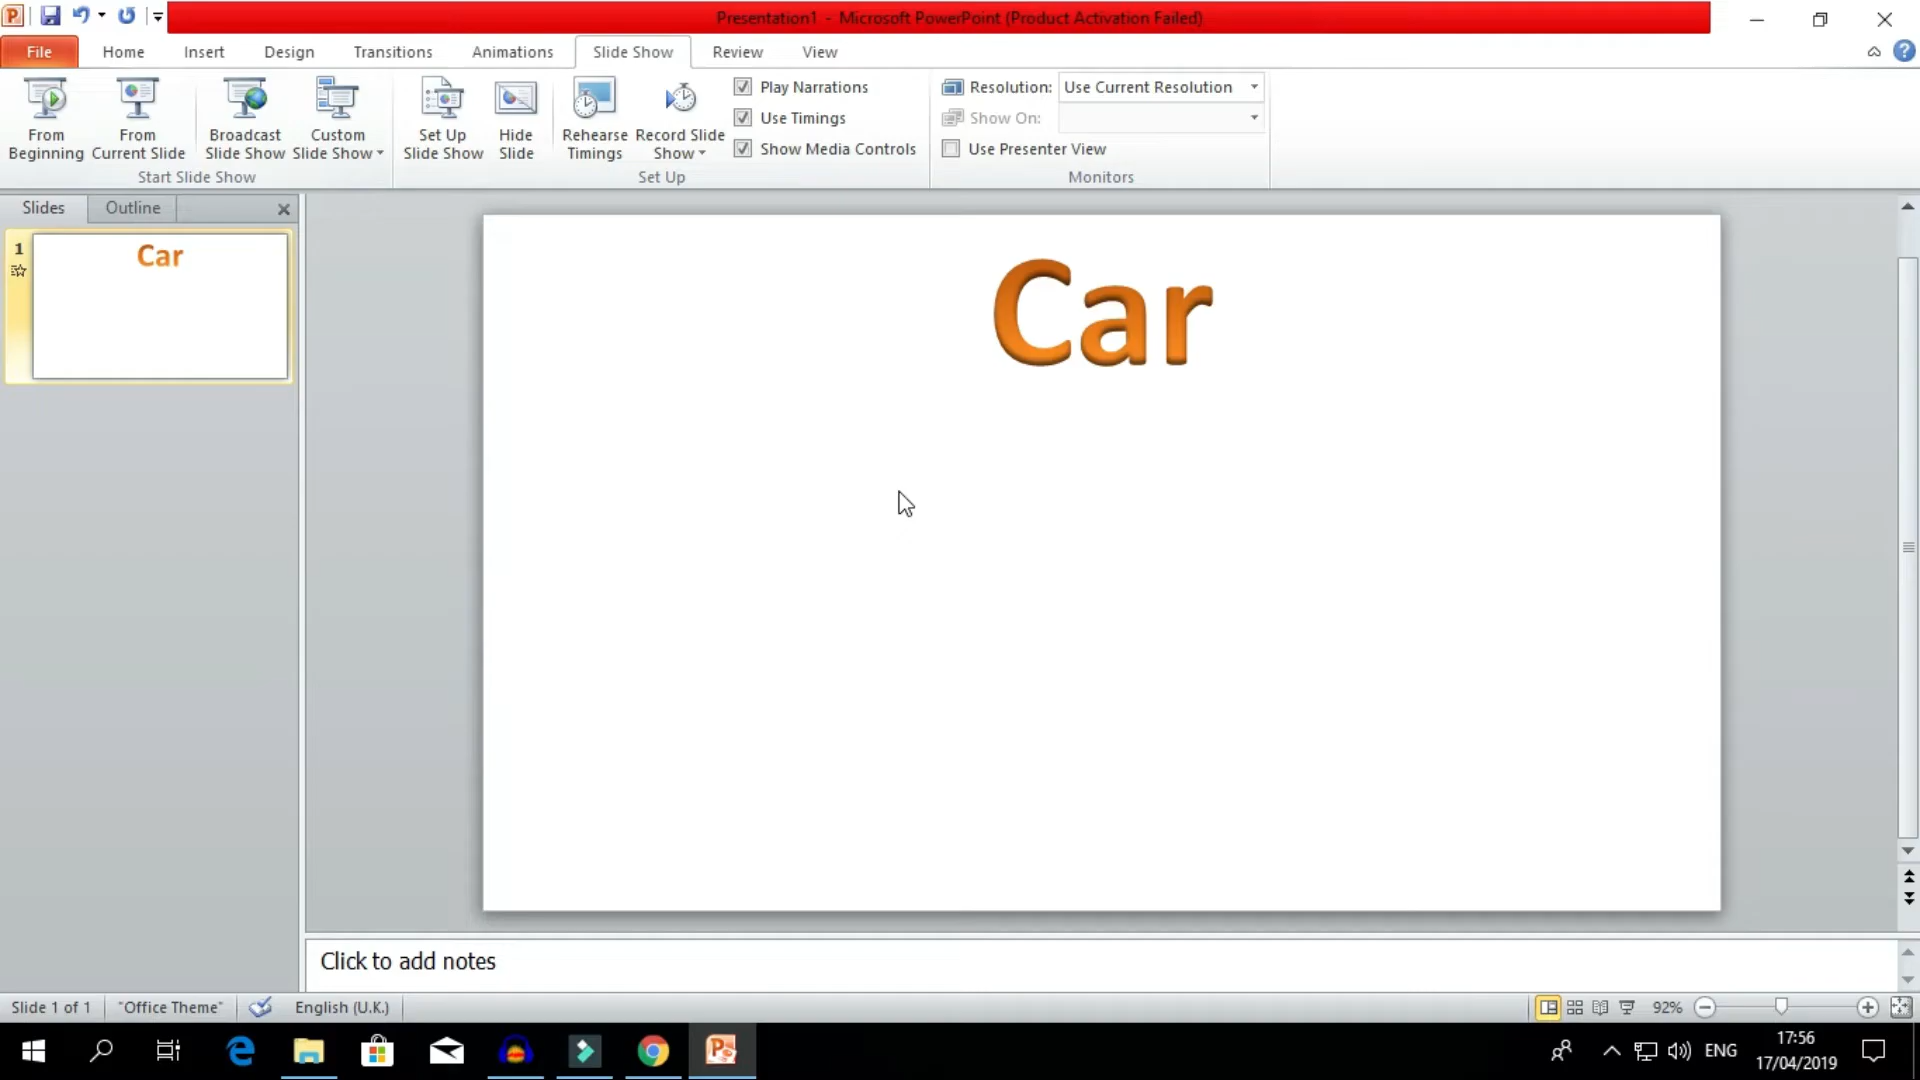 Presentation1 - Microsoft PowerPoint (Product Activation Failed)
File Home Insert Design Transitions Animations Slide Show Review View
From Beginning
From Current Slide
Broadcast Slide Show
Custom Slide Show
Start Slide Show
Set Up Slide Show
Hide Slide
Rehearse Timings
Record Slide Show
Play Narrations
Use Timings
Show Media Controls
Set Up
Resolution: Use Current Resolution
Show On:
Use Presenter View
Monitors
Slides Outline
1
Car
Car
Click to add notes
Slide 1 of 1 "Office Theme" English (U.K.) 92%
ENG
17:56
17/04/2019